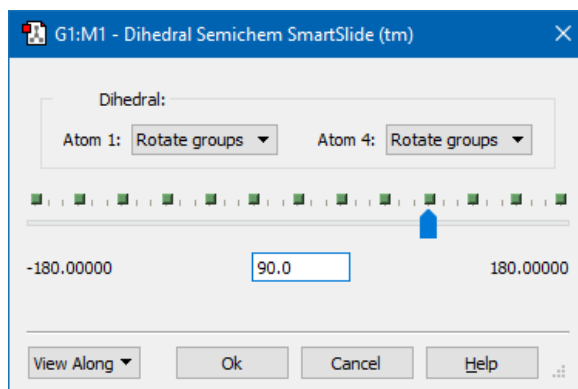 G1:M1 - Dihedral Semichem SmartSlide (tm)
Dihedral:
Atom 1: Rotate groups Atom 4: Rotate groups
-180.00000 90.0 180.00000
View Along Ok Cancel Help